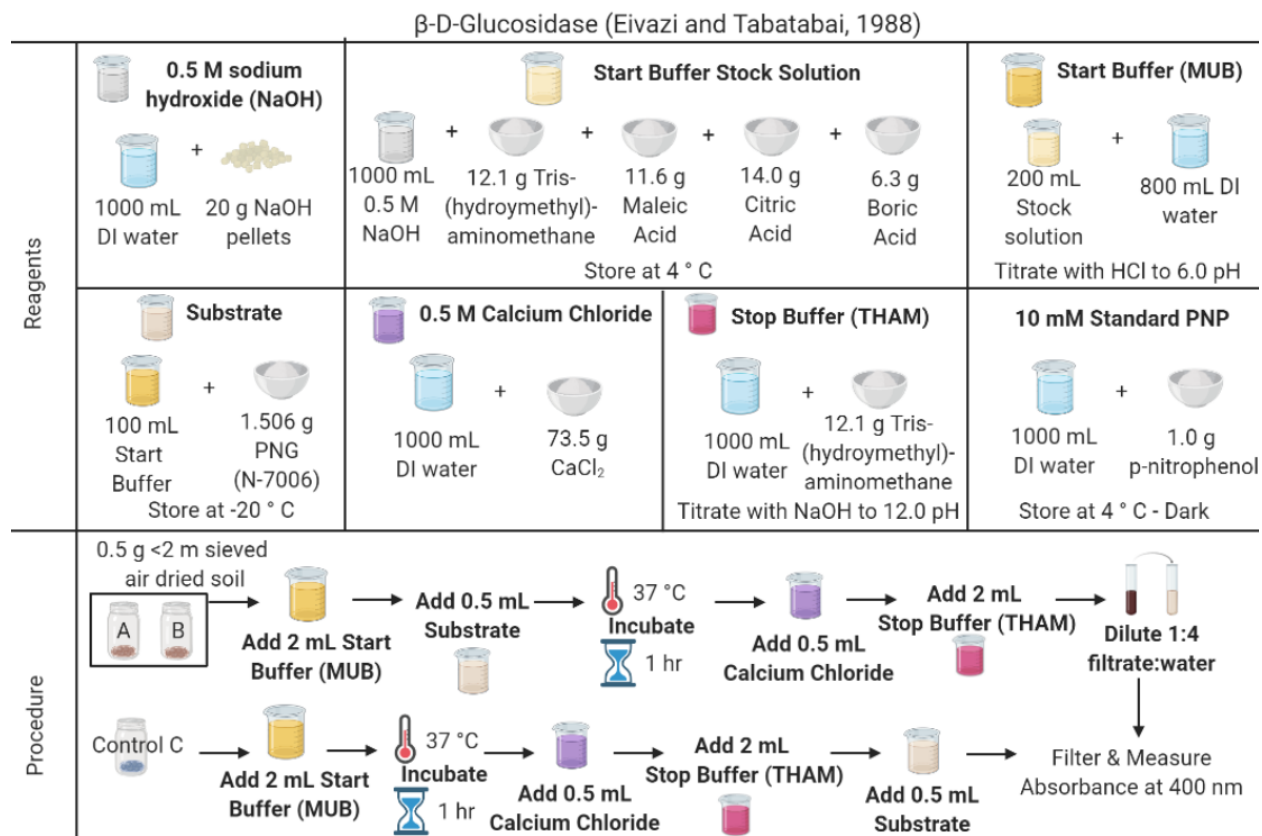 β-D-Glucosidase (Eivazi and Tabatabai, 1988)
Reagents
0.5 M sodium
hydroxide (NaOH)
+
1000 mL
DI water
20 g NaOH
pellets
Start Buffer Stock Solution
+
+
+
+
1000 mL
0.5 M
NaOH
12.1 g Tris-
(hydroymethyl)-
aminomethane
11.6 g
Maleic
Acid
14.0 g
Citric
Acid
6.3 g
Boric
Acid
Store at 4 ° C
Start Buffer (MUB)
+
200 mL
Stock
solution
800 mL DI
water
Titrate with HCl to 6.0 pH
Substrate
+
100 mL
Start
Buffer
1.506 g
PNG
(N-7006)
Store at -20 ° C
0.5 M Calcium Chloride
+
1000 mL
DI water
73.5 g
CaCl₂
Stop Buffer (THAM)
+
1000 mL
DI water
12.1 g Tris-
(hydroymethyl)-
aminomethane
Titrate with NaOH to 12.0 pH
10 mM Standard PNP
+
1000 mL
DI water
1.0 g
p-nitrophenol
Store at 4 ° C - Dark
Procedure
0.5 g <2 m sieved
air dried soil
A
B
Add 2 mL Start
Buffer (MUB)
Add 0.5 mL
Substrate
37 °C
Incubate
1 hr
Add 0.5 mL
Calcium Chloride
Add 2 mL
Stop Buffer (THAM)
Dilute 1:4
filtrate:water
Control C
Add 2 mL Start
Buffer (MUB)
37 °C
Incubate
1 hr
Add 0.5 mL
Calcium Chloride
Add 2 mL
Stop Buffer (THAM)
Add 0.5 mL
Substrate
Filter & Measure
Absorbance at 400 nm